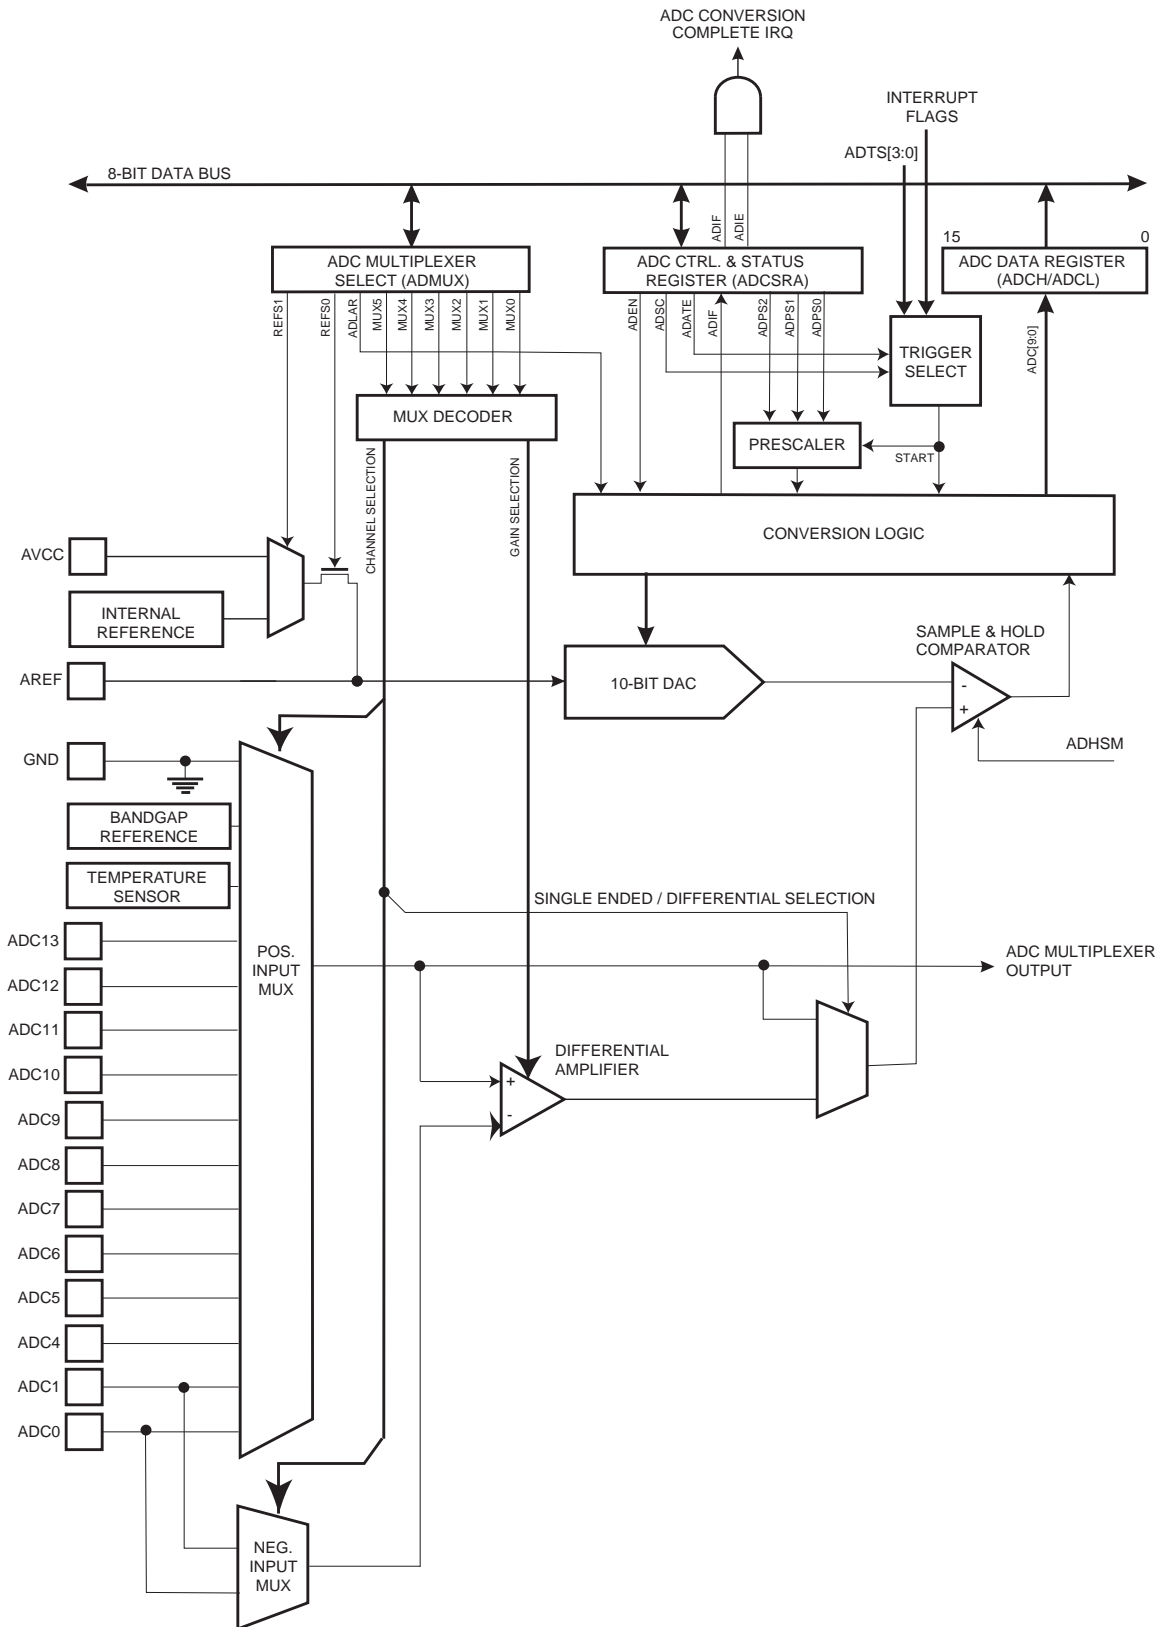 ADC CONVERSION
COMPLETE IRQ
INTERRUPT
FLAGS
ADTS[3:0]
8-BIT DATA BUS
ADIF
ADIE
15
0
ADC MULTIPLEXER
SELECT (ADMUX)
ADC CTRL. & STATUS
REGISTER (ADCSRA)
ADC DATA REGISTER
(ADCH/ADCL)
REFS1
REFS0
ADLAR
MUX5
MUX4
MUX3
MUX2
MUX1
MUX0
ADEN
ADSC
ADATE
ADIF
ADPS2
ADPS1
ADPS0
ADC[9:0]
TRIGGER
SELECT
MUX DECODER
PRESCALER
START
CHANNEL SELECTION
GAIN SELECTION
CONVERSION LOGIC
AVCC
INTERNAL
REFERENCE
SAMPLE & HOLD
COMPARATOR
AREF
10-BIT DAC
-
+
ADHSM
GND
BANDGAP
REFERENCE
TEMPERATURE
SENSOR
SINGLE ENDED / DIFFERENTIAL SELECTION
ADC13
POS.
INPUT
MUX
ADC MULTIPLEXER
OUTPUT
ADC12
ADC11
ADC10
DIFFERENTIAL
AMPLIFIER
+
-
ADC9
ADC8
ADC7
ADC6
ADC5
ADC4
ADC1
ADC0
NEG.
INPUT
MUX